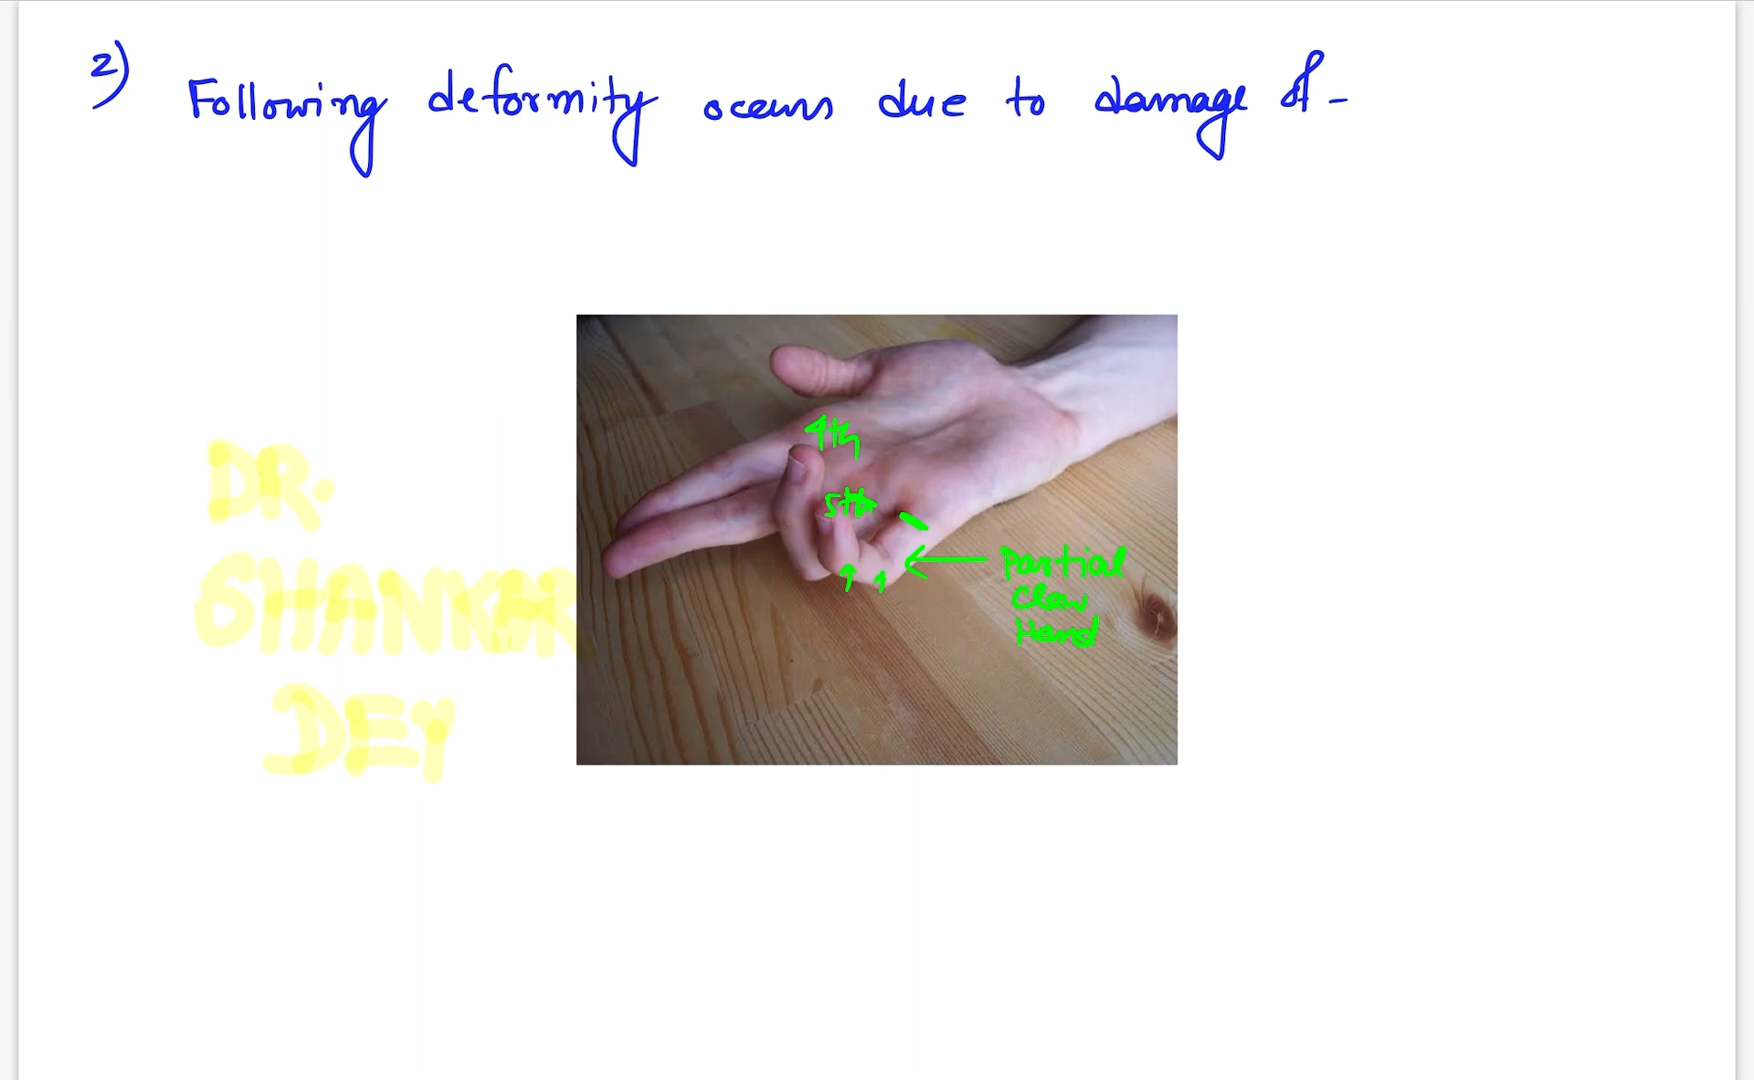 2)
Following deformity occurs due to damage of -
4th
5th
Partial
Claw
Hand
DR.
SHANKAR
DEY